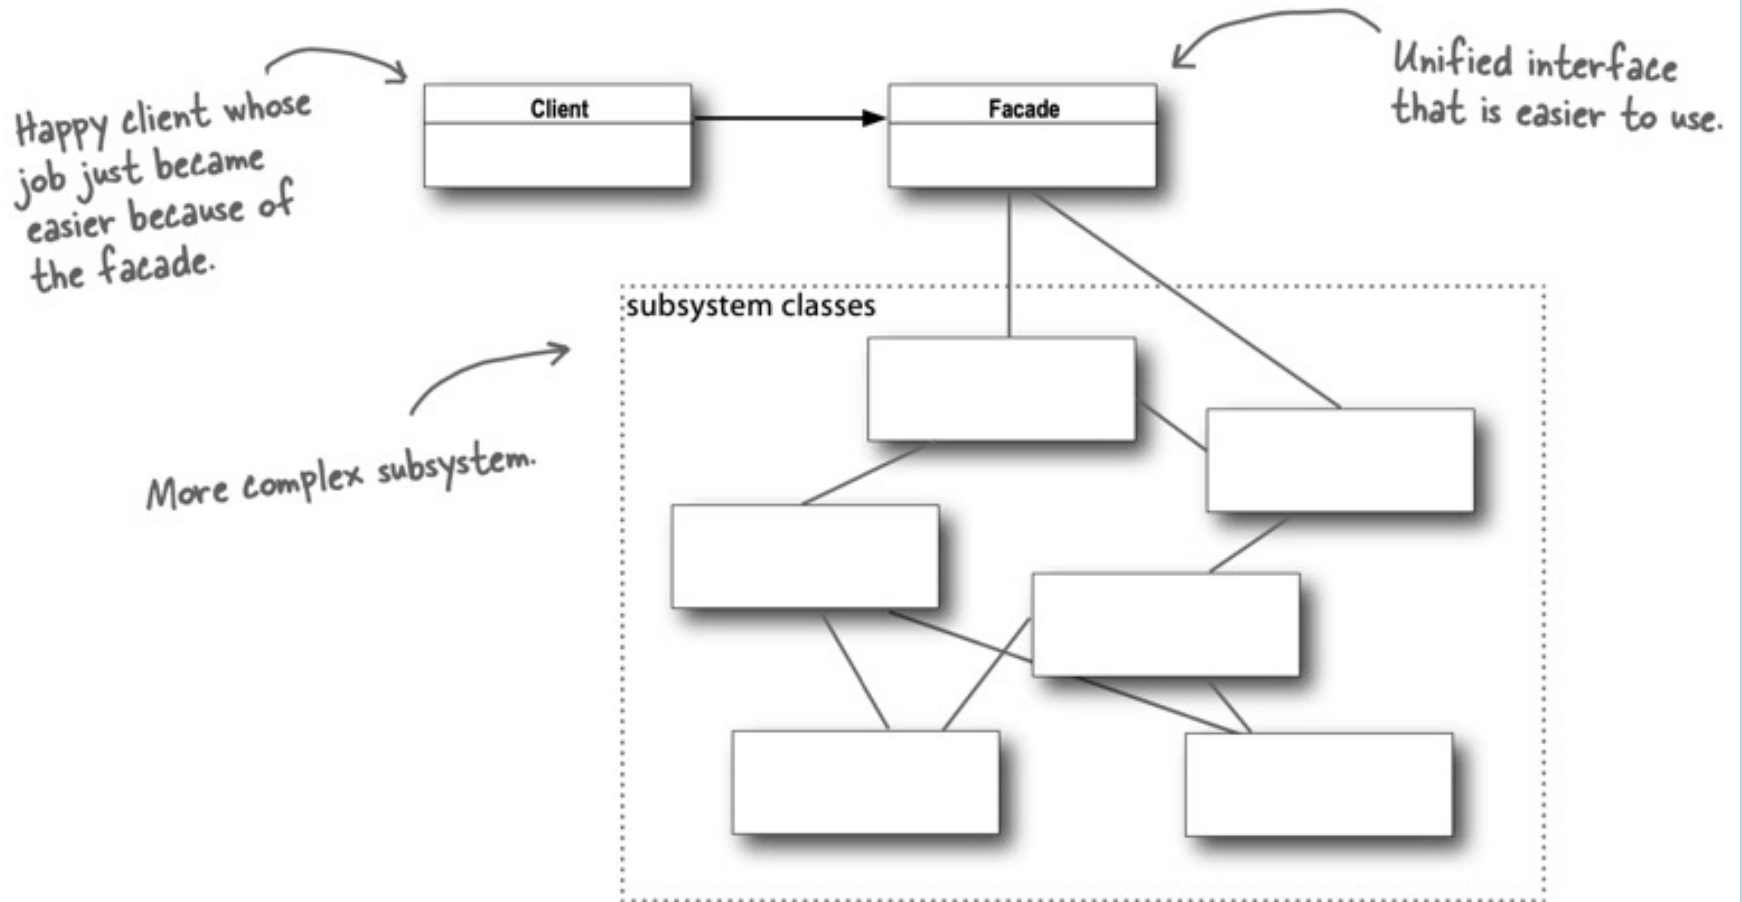 Happy client whose
job just became
easier because of
the facade.
Client
Facade
Unified interface
that is easier to use.
subsystem classes
More complex subsystem.